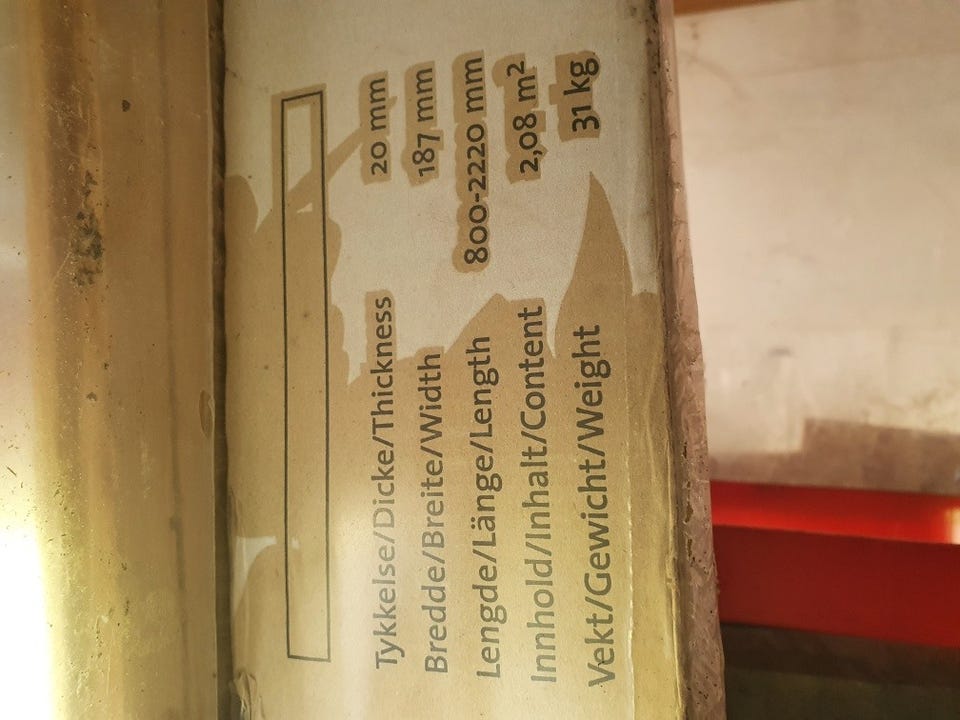 Tykkelse/Dicke/Thickness 20 mm
Bredde/Breite/Width 187 mm
Lengde/Länge/Length 800-2220 mm
Innhold/Inhalt/Content 2,08 m²
Vekt/Gewicht/Weight 31 kg